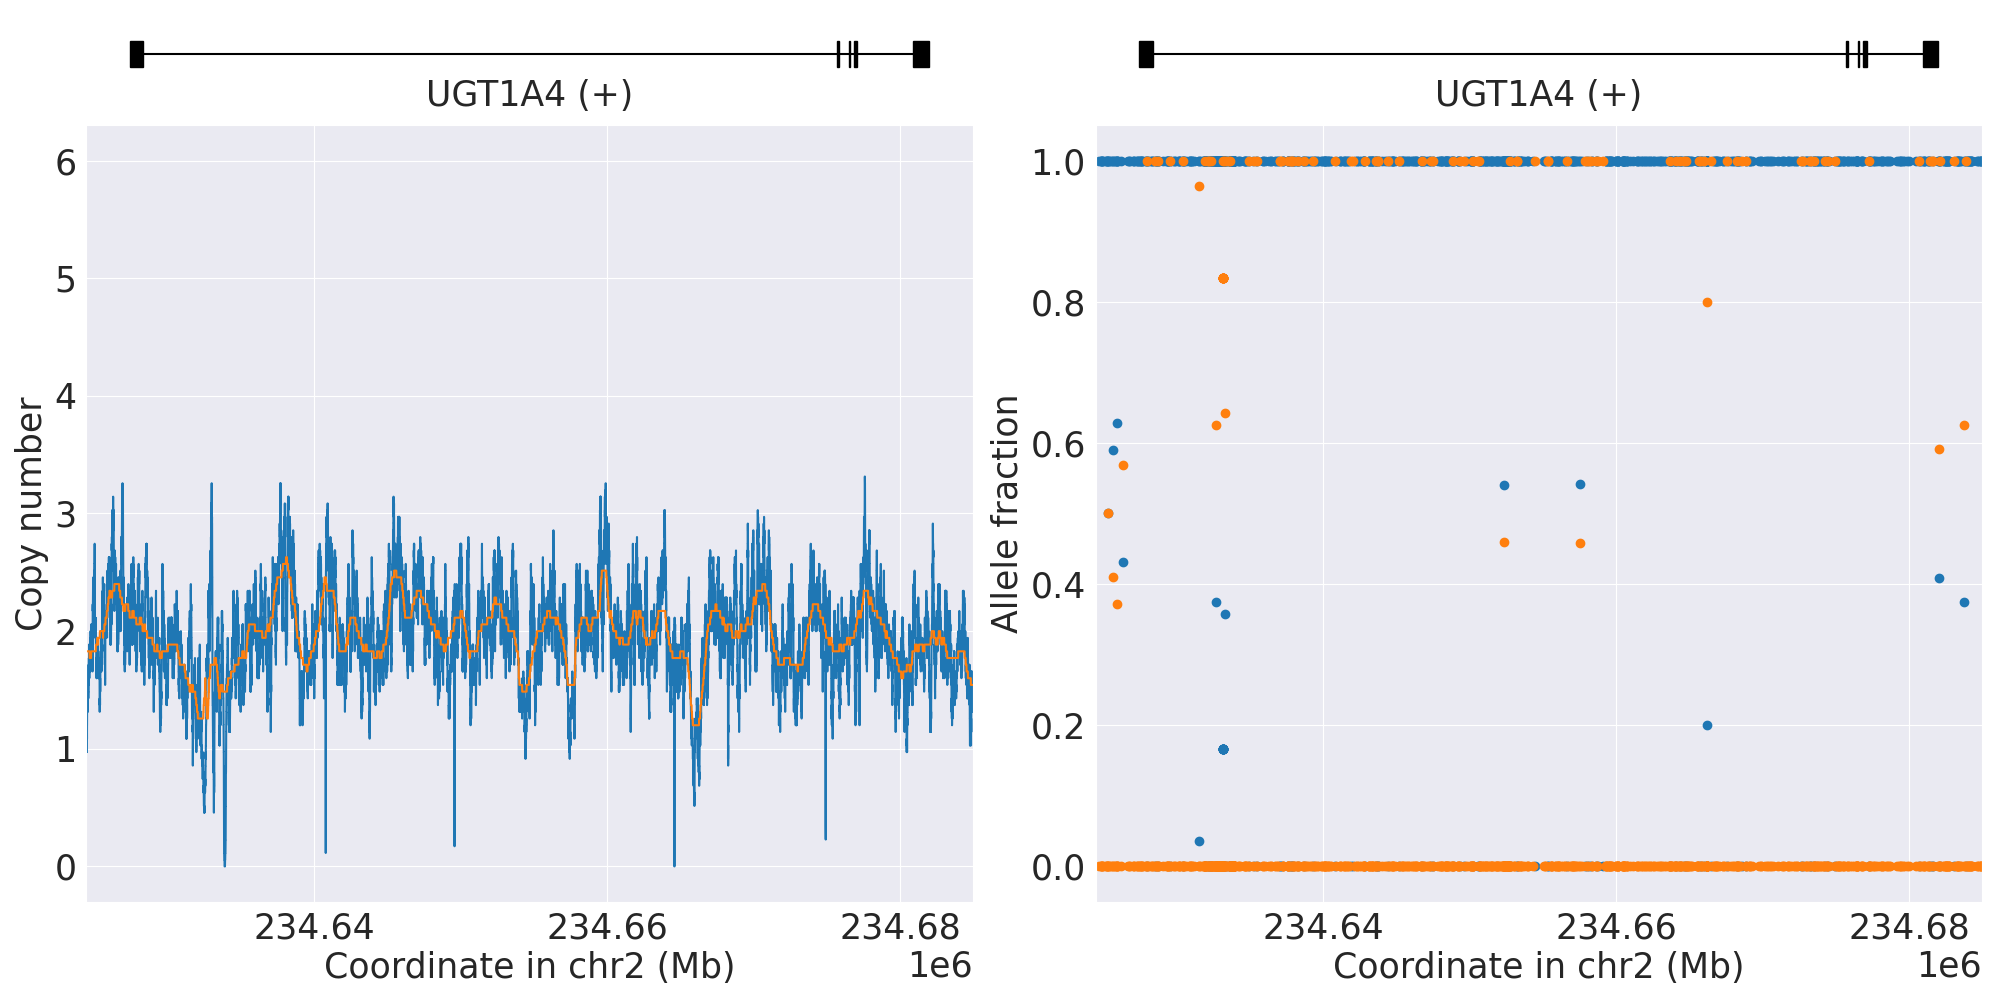 UGT1A4 (+)
6
5
4
3
2
1
0
Copy number
234.64 234.66 234.68
Coordinate in chr2 (Mb)
1e6
UGT1A4 (+)
1.0
0.8
0.6
0.4
0.2
0.0
Allele fraction
234.64 234.66 234.68
Coordinate in chr2 (Mb)
1e6